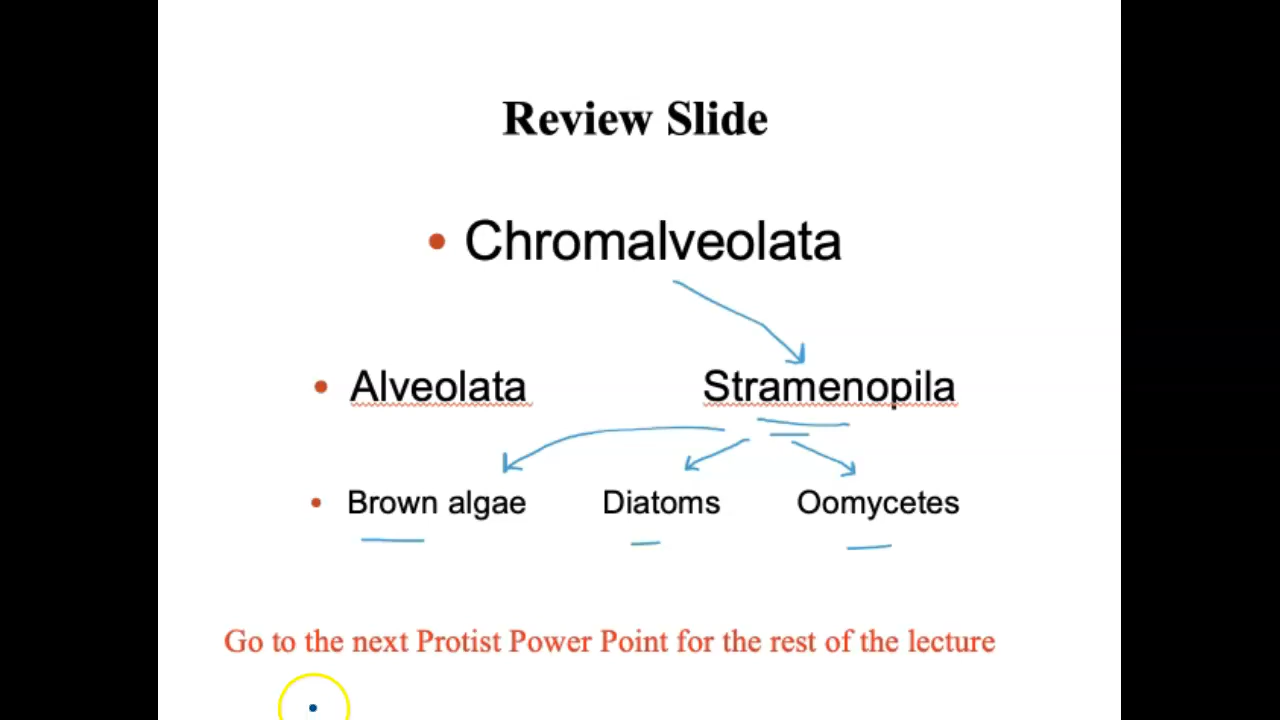 Review Slide
• Chromalveolata
• Alveolata Stramenopila
• Brown algae Diatoms Oomycetes
Go to the next Protist Power Point for the rest of the lecture